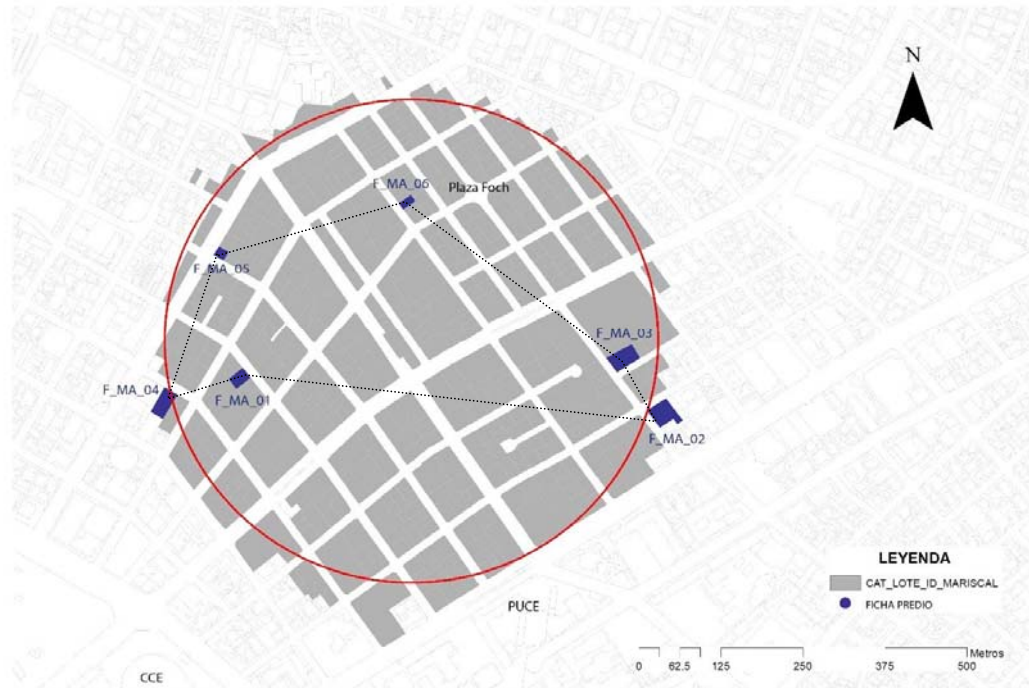 N
F_MA_06
Plaza Foch
F_MA_05
F_MA_03
F_MA_04
F_MA_01
F_MA_02
LEYENDA
CAT_LOTE_ID_MARISCAL
FICHA PREDIO
PUCE
Metros
0 62.5 125 250 375 500
CCE